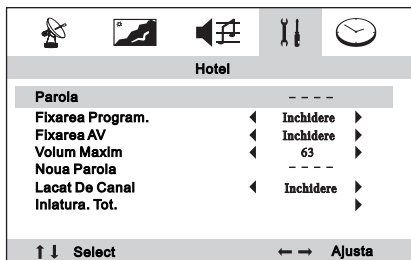 Hotel
Parola - - - -
Fixarea Program. Inchidere
Fixarea AV Inchidere
Volum Maxim 63
Noua Parola - - - -
Lacat De Canal Inchidere
Inlatura. Tot.
Select Ajusta